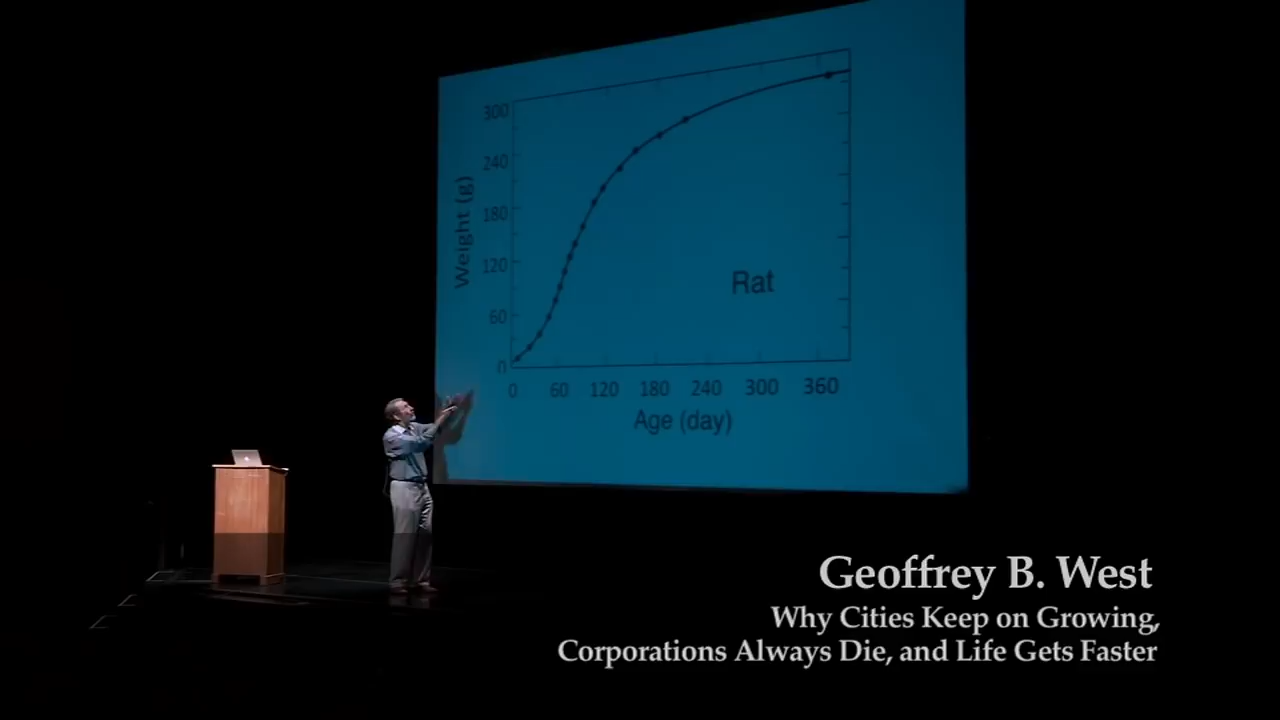 300
240
180
120
60
0
Weight (g)
Rat
0 60 120 180 240 300 360
Age (day)
Geoffrey B. West
Why Cities Keep on Growing,
Corporations Always Die, and Life Gets Faster